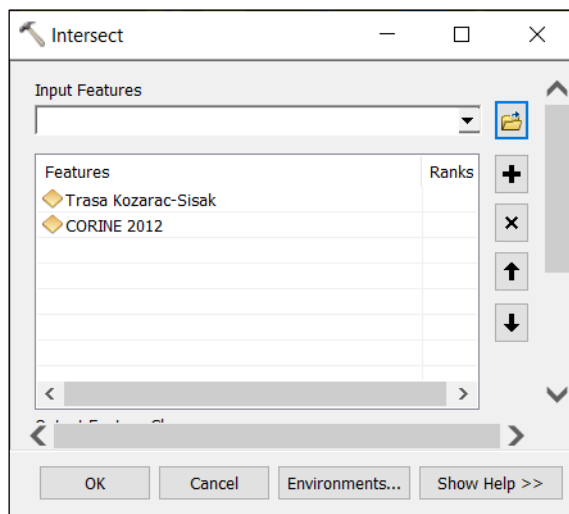 Intersect
Input Features
Features Ranks
Trasa Kozarac-Sisak
CORINE 2012
OK Cancel Environments... Show Help >>